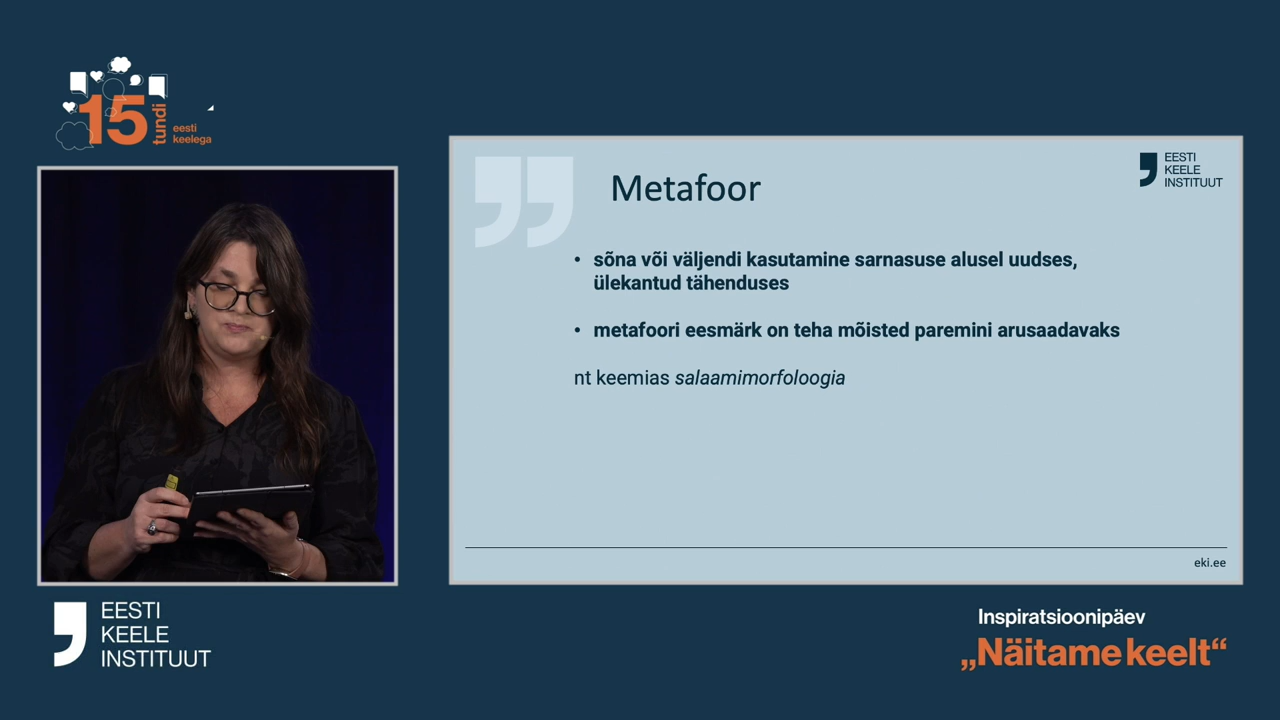 15
tundi
eesti
keelega
EESTI
KEELE
INSTITUUT
Metafoor
• sõna või väljendi kasutamine sarnasuse alusel uudses,
ülekantud tähenduses
• metafoori eesmärk on teha mõisted paremini arusaadavaks
nt keemias salaamimorfoloogia
eki.ee
EESTI
KEELE
INSTITUUT
Inspiratsioonipäev
„Näitame keelt“